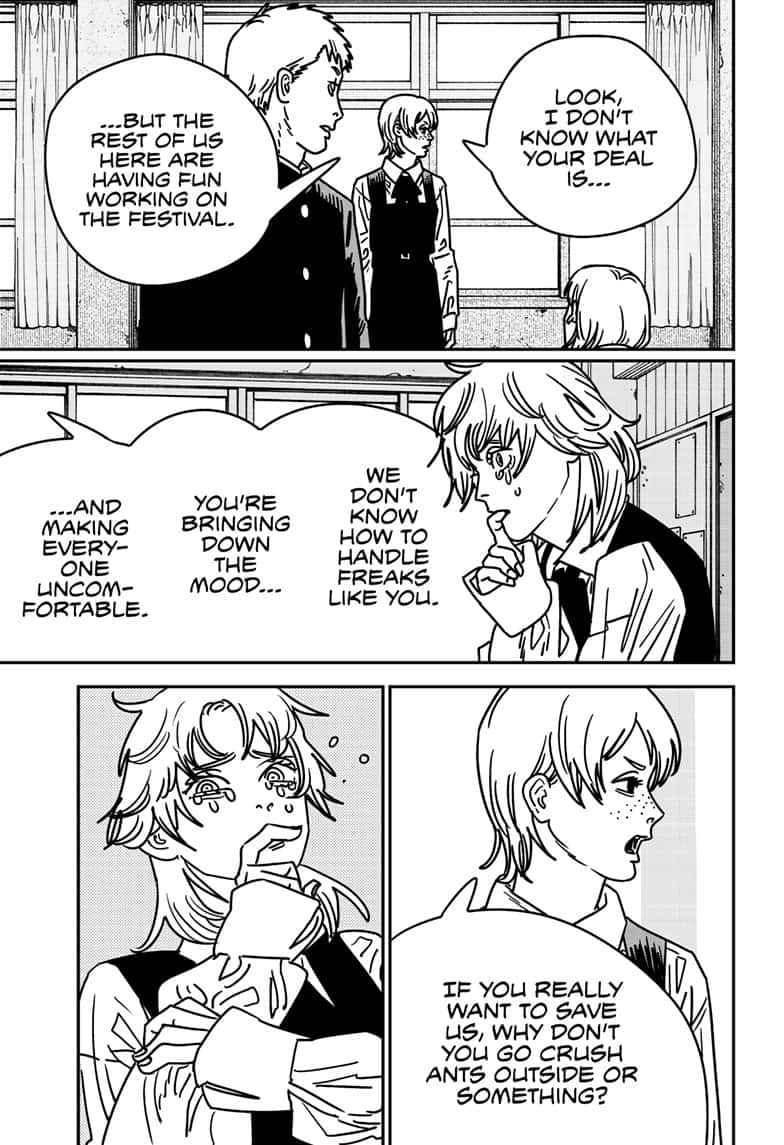 LOOK,
I DON'T
KNOW WHAT
YOUR DEAL
IS...
...BUT THE
REST OF US
HERE ARE
HAVING FUN
WORKING ON
THE FESTIVAL.
WE
DON'T
KNOW
HOW TO
HANDLE
FREAKS
LIKE YOU.
YOU'RE
BRINGING
DOWN
THE
MOOD...
...AND
MAKING
EVERY-
ONE
UNCOM-
FORTABLE.
IF YOU REALLY
WANT TO SAVE
US, WHY DON'T
YOU GO CRUSH
ANTS OUTSIDE OR
SOMETHING?